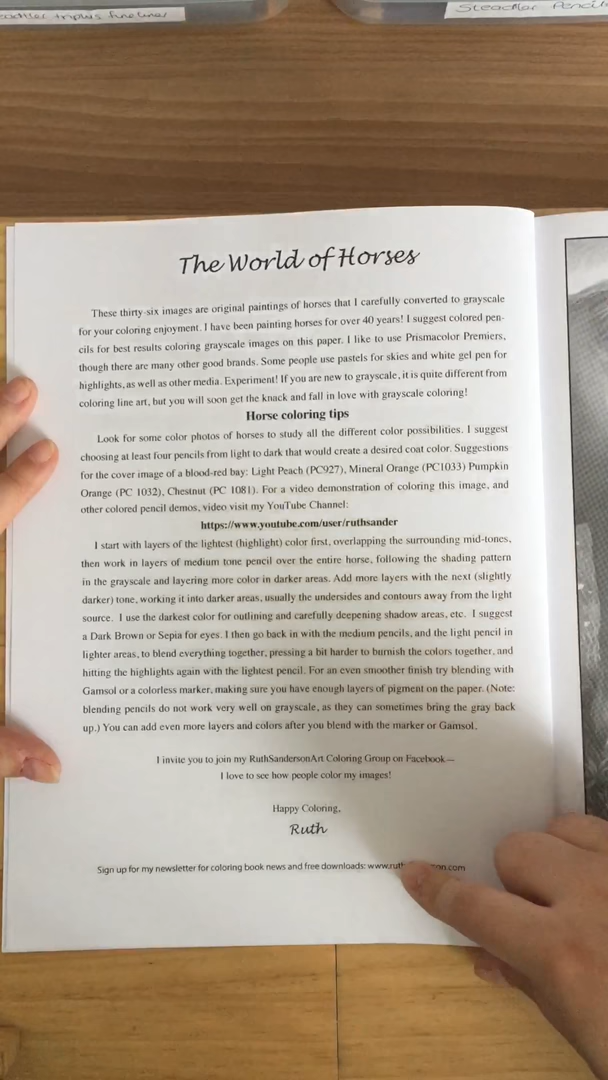 Staedtler Pencils
The World of Horses
These thirty-six images are original paintings of horses that I carefully converted to grayscale
for your coloring enjoyment. I have been painting horses for over 40 years! I suggest colored pen-
cils for best results coloring grayscale images on this paper. I like to use Prismacolor Premiers,
though there are many other good brands. Some people use pastels for skies and white gel pen for
highlights, as well as other media. Experiment! If you are new to grayscale, it is quite different from
coloring line art, but you will soon get the knack and fall in love with grayscale coloring!
Horse coloring tips
Look for some color photos of horses to study all the different color possibilities. I suggest
choosing at least four pencils from light to dark that would create a desired coat color. Suggestions
for the cover image of a blood-red bay: Light Peach (PC927), Mineral Orange (PC1033) Pumpkin
Orange (PC 1032), Chestnut (PC 1081). For a video demonstration of coloring this image, and
other colored pencil demos, video visit my YouTube Channel:
https://www.youtube.com/user/ruthsander
I start with layers of the lightest (highlight) color first, overlapping the surrounding mid-tones,
then work in layers of medium tone pencil over the entire horse, following the shading pattern
in the grayscale and layering more color in darker areas. Add more layers with the next (slightly
darker) tone, working it into darker areas, usually the undersides and contours away from the light
source. I use the darkest color for outlining and carefully deepening shadow areas, etc. I suggest
a Dark Brown or Sepia for eyes. I then go back in with the medium pencils, and the light pencil in
lighter areas, to blend everything together, pressing a bit harder to burnish the colors together, and
hitting the highlights again with the lightest pencil. For an even smoother finish try blending with
Gamsol or a colorless marker, making sure you have enough layers of pigment on the paper. (Note:
blending pencils do not work very well on grayscale, as they can sometimes bring the gray back
up.) You can add even more layers and colors after you blend with the marker or Gamsol.
I invite you to join my RuthSandersonArt Coloring Group on Facebook—
I love to see how people color my images!
Happy Coloring,
Ruth
Sign up for my newsletter for coloring book news and free downloads: